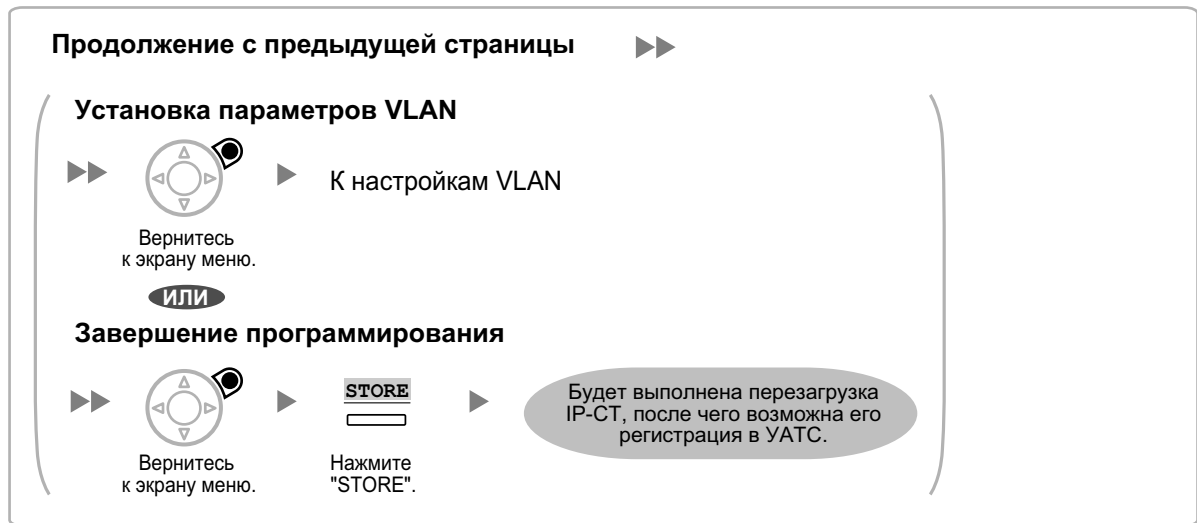 Продолжение с предыдущей страницы
Установка параметров VLAN
К настройкам VLAN
Вернитесь
к экрану меню.
ИЛИ
Завершение программирования
STORE
Будет выполнена перезагрузка
IP-CT, после чего возможна его
регистрация в УАТС.
Вернитесь
к экрану меню.
Нажмите
"STORE".